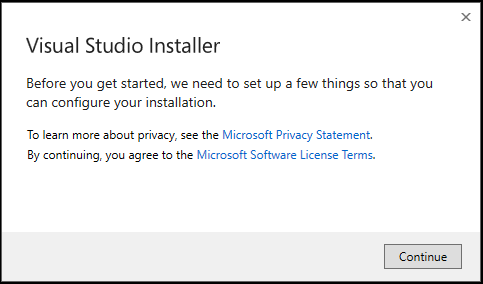 Visual Studio Installer
Before you get started, we need to set up a few things so that you
can configure your installation.
To learn more about privacy, see the Microsoft Privacy Statement.
By continuing, you agree to the Microsoft Software License Terms.
Continue